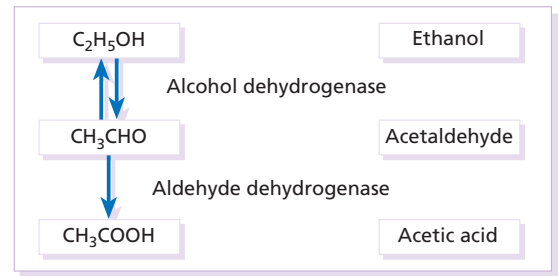 C₂H₅OH Ethanol
Alcohol dehydrogenase
CH₃CHO Acetaldehyde
Aldehyde dehydrogenase
CH₃COOH Acetic acid